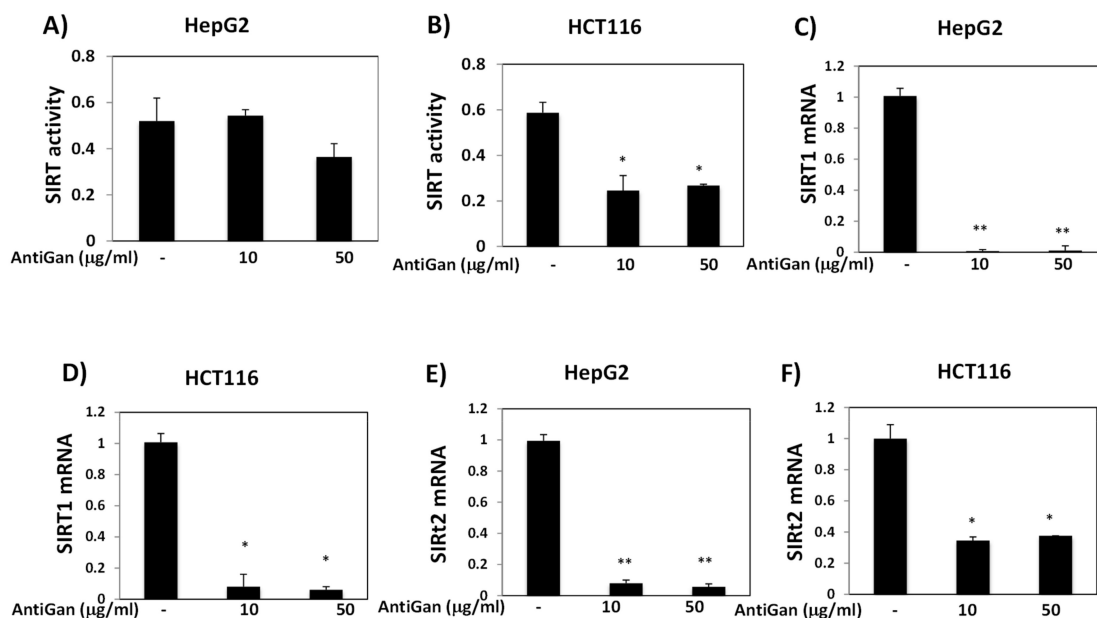 A)
HepG2
SIRT activity
0.8
0.6
0.4
0.2
0
AntiGan (μg/ml) - 10 50
B)
HCT116
SIRT activity
0.8
0.6
0.4
0.2
0
*
*
AntiGan (μg/ml) - 10 50
C)
HepG2
SIRT1 mRNA
1.2
1
0.8
0.6
0.4
0.2
0
**
**
AntiGan (μg/ml) - 10 50
D)
HCT116
SIRT1 mRNA
1.2
1
0.8
0.6
0.4
0.2
0
*
*
AntiGan (μg/ml) - 10 50
E)
HepG2
SIRt2 mRNA
1.2
1
0.8
0.6
0.4
0.2
0
**
**
AntiGan (μg/ml) - 10 50
F)
HCT116
SIRt2 mRNA
1.2
1
0.8
0.6
0.4
0.2
0
*
*
AntiGan (μg/ml) - 10 50